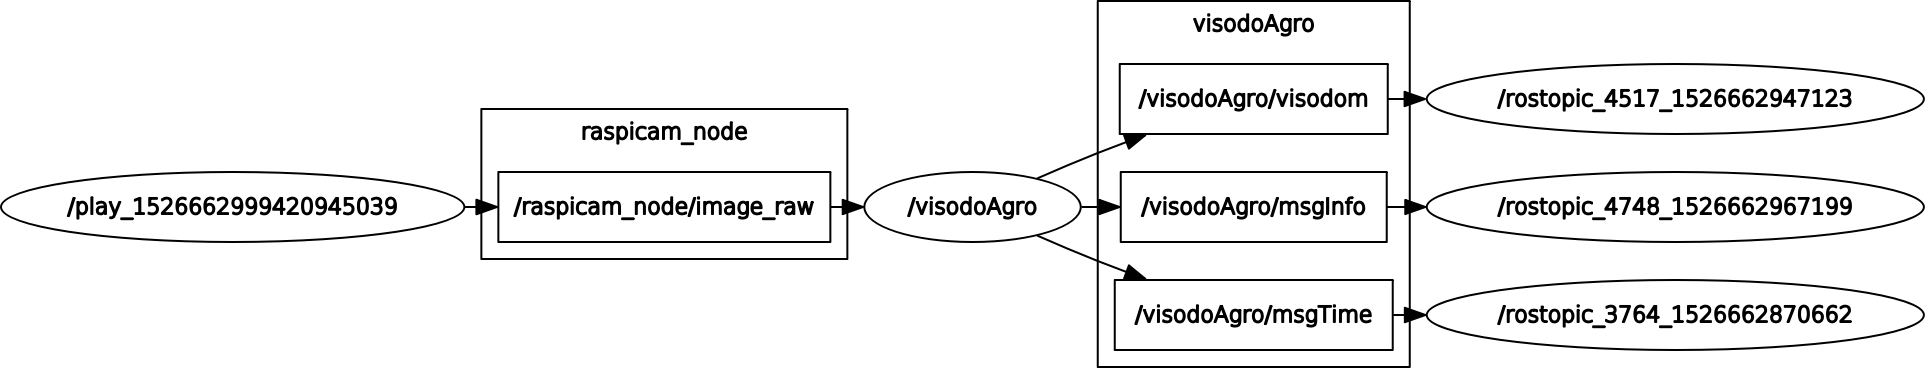 visodoAgro
/visodoAgro/visodom
/rostopic_4517_1526662947123
raspicam_node
/play_1526662999420945039
/raspicam_node/image_raw
/visodoAgro
/visodoAgro/msgInfo
/rostopic_4748_1526662967199
/visodoAgro/msgTime
/rostopic_3764_1526662870662